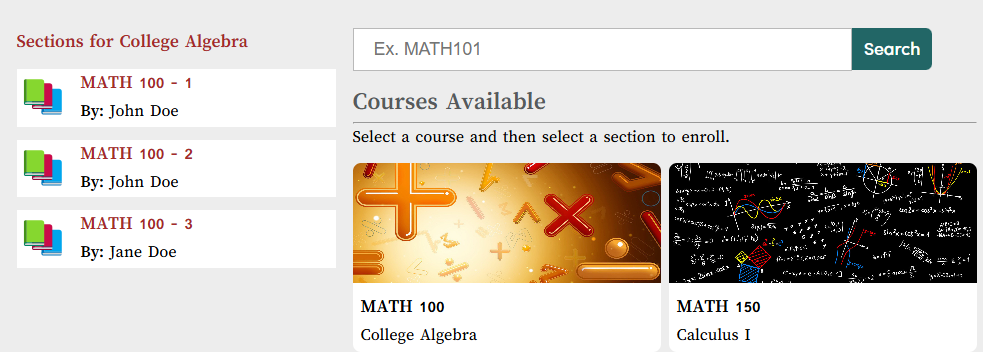 Sections for College Algebra
MATH 100 - 1
By: John Doe
MATH 100 - 2
By: John Doe
MATH 100 - 3
By: Jane Doe
Ex. MATH101
Search
Courses Available
Select a course and then select a section to enroll.
MATH 100
College Algebra
MATH 150
Calculus I